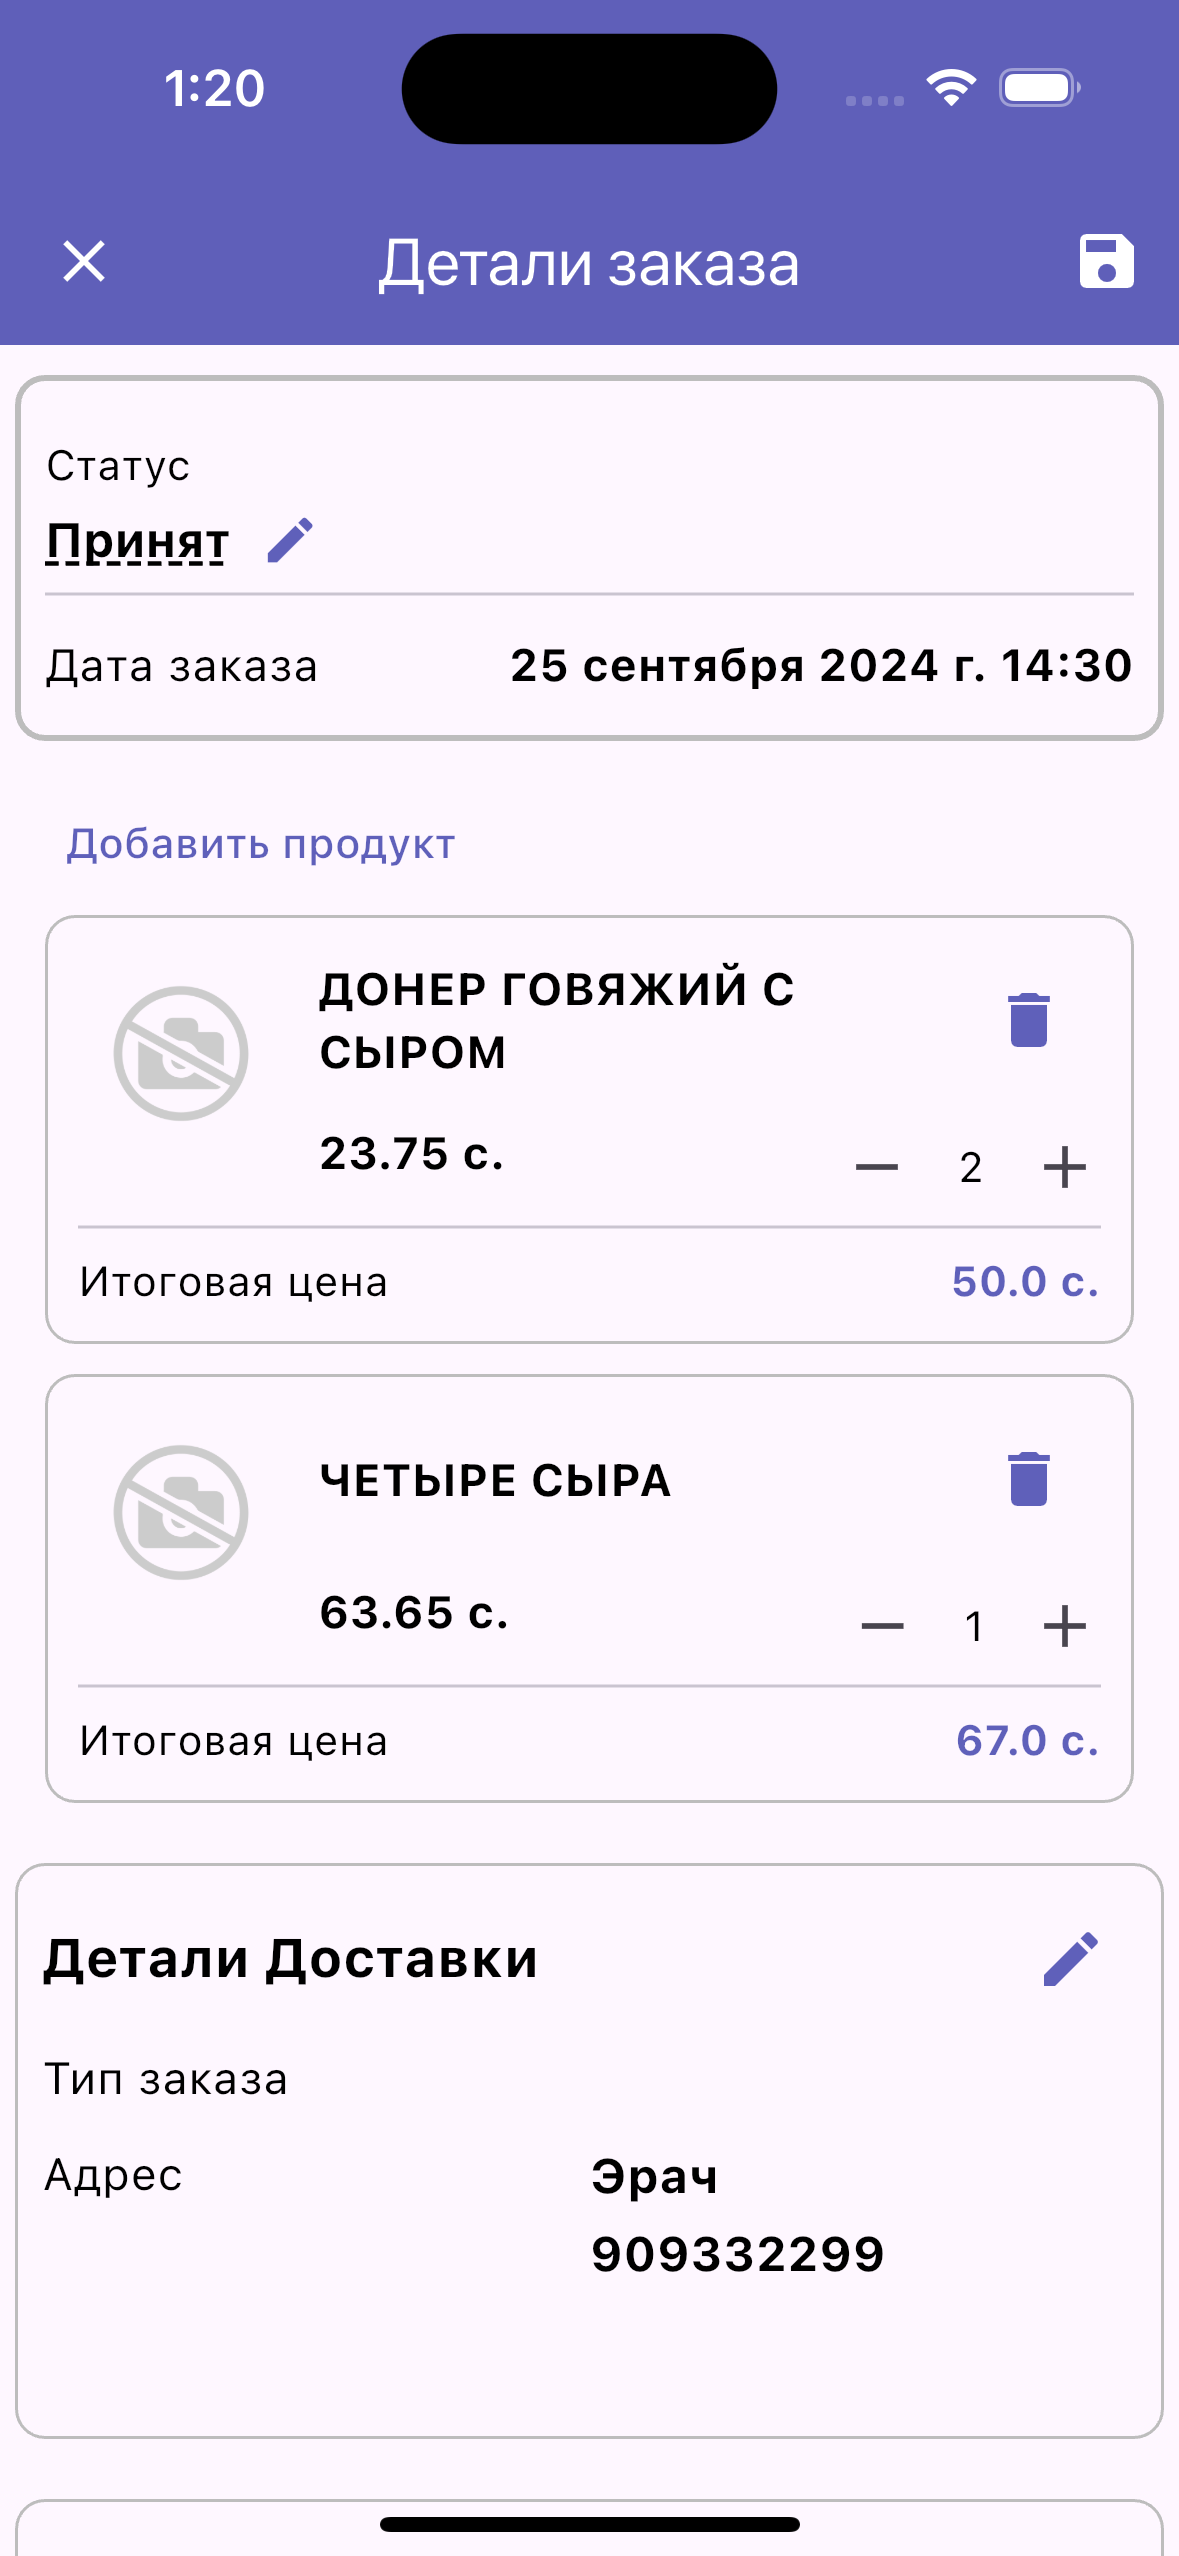 1:20
Детали заказа
Статус
Принят
Дата заказа 25 сентября 2024 г. 14:30
Добавить продукт
ДОНЕР ГОВЯЖИЙ С
СЫРОМ
23.75 с. 2
Итоговая цена 50.0 с.
ЧЕТЫРЕ СЫРА
63.65 с. 1
Итоговая цена 67.0 с.
Детали Доставки
Тип заказа
Адрес Эрач
909332299